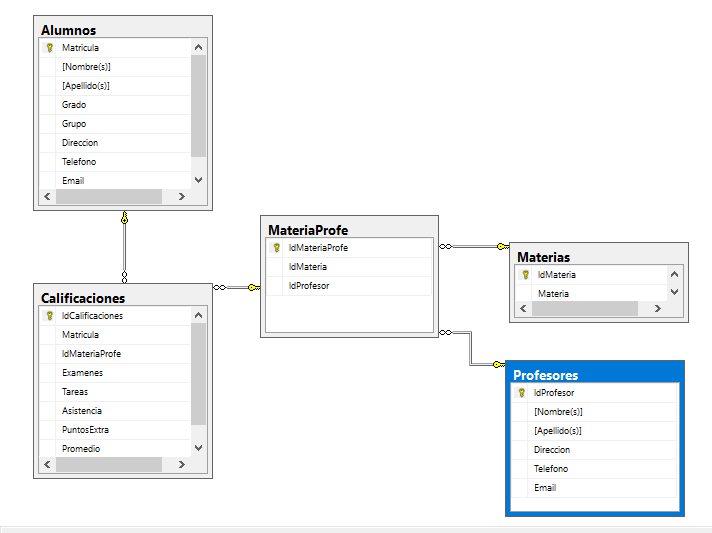 Alumnos
Matricula
[Nombre(s)]
[Apellido(s)]
Grado
Grupo
Direccion
Telefono
Email
MateriaProfe
IdMateriaProfe
IdMateria
IdProfesor
Materias
IdMateria
Materia
Calificaciones
IdCalificaciones
Matricula
IdMateriaProfe
Examenes
Tareas
Asistencia
PuntosExtra
Promedio
Profesores
IdProfesor
[Nombre(s)]
[Apellido(s)]
Direccion
Telefono
Email